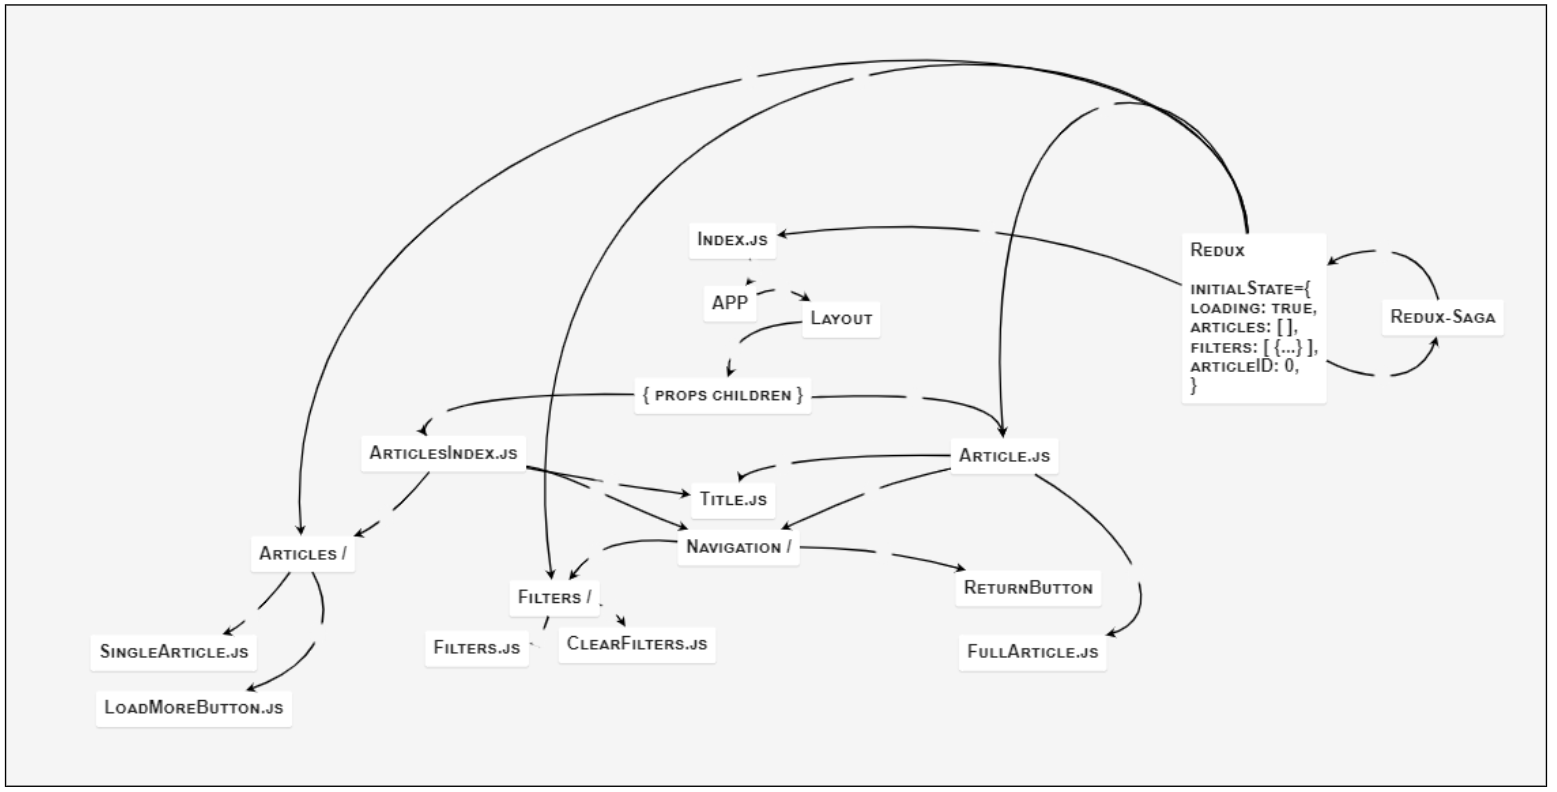 Index.js
Redux
initialState={
loading: true,
articles: [ ],
filters: [ {...} ],
articleID: 0,
}
APP
Layout
Redux-Saga
{ props children }
ArticlesIndex.js
Article.js
Title.js
Articles /
Navigation /
Filters /
ReturnButton
SingleArticle.js
Filters.js
ClearFilters.js
FullArticle.js
LoadMoreButton.js